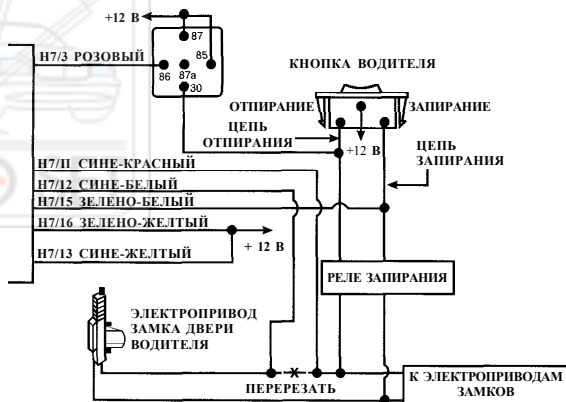 +12 В
87
Н7/3 РОЗОВЫЙ
85
86
87а
30
КНОПКА ВОДИТЕЛЯ
ОТПИРАНИЕ
ЗАПИРАНИЕ
ЦЕПЬ
ОТПИРАНИЯ
+12 В
ЦЕПЬ
ЗАПИРАНИЯ
Н7/П СИНЕ-КРАСНЫЙ
Н7/12 СИНЕ-БЕЛЫЙ
Н7/15 ЗЕЛЕНО-БЕЛЫЙ
Н7/16 ЗЕЛЕНО-ЖЕЛТЫЙ
+ 12 В
Н7/13 СИНЕ-ЖЕЛТЫЙ
РЕЛЕ ЗАПИРАНИЯ
ЭЛЕКТРОПРИВОД
ЗАМКА ДВЕРИ
ВОДИТЕЛЯ
ПЕРЕРЕЗАТЬ
К ЭЛЕКТРОПРИВОДАМ
ЗАМКОВ